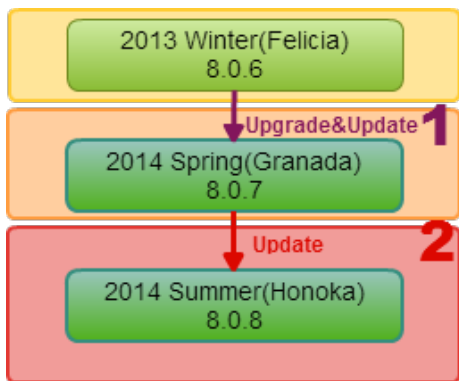 2013 Winter(Felicia)
8.0.6
Upgrade&Update 1
2014 Spring(Granada)
8.0.7
Update 2
2014 Summer(Honoka)
8.0.8